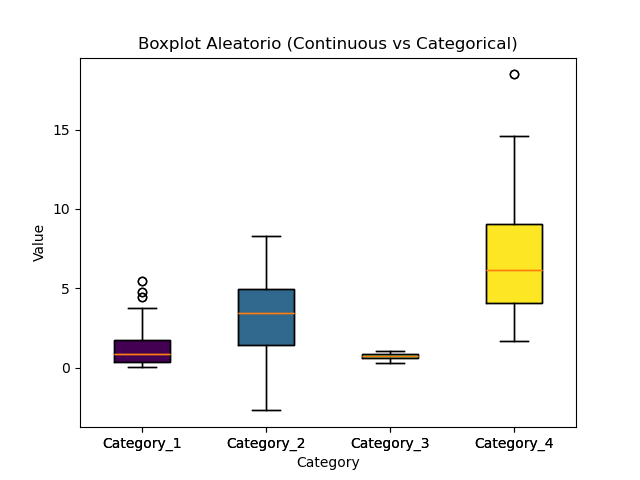 Boxplot Aleatorio (Continuous vs Categorical)
Value
15
10
5
0
Category_1 Category_2 Category_3 Category_4
Category